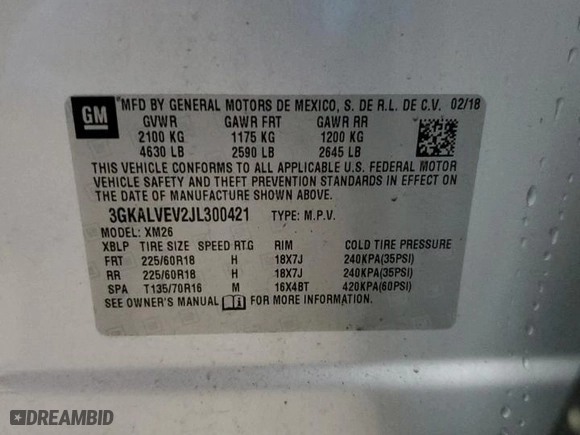 GM
MFD BY GENERAL MOTORS DE MEXICO, S. DE R.L. DE C.V. 02/18
GVWR GAWR FRT GAWR RR
2100 KG 1175 KG 1200 KG
4630 LB 2590 LB 2645 LB
THIS VEHICLE CONFORMS TO ALL APPLICABLE U.S. FEDERAL MOTOR
VEHICLE SAFETY AND THEFT PREVENTION STANDARDS IN EFFECT ON
THE DATE OF MANUFACTURE SHOWN ABOVE.
3GKALVEV2JL300421 TYPE: M.P.V.
MODEL: XM26
XBLP TIRE SIZE SPEED RTG RIM COLD TIRE PRESSURE
FRT 225/60R18 H 18X7J 240KPA(35PSI)
RR 225/60R18 H 18X7J 240KPA(35PSI)
SPA T135/70R16 M 16X4BT 420KPA(60PSI)
SEE OWNER'S MANUAL FOR ADDITIONAL INFORMATION.
DREAMBID